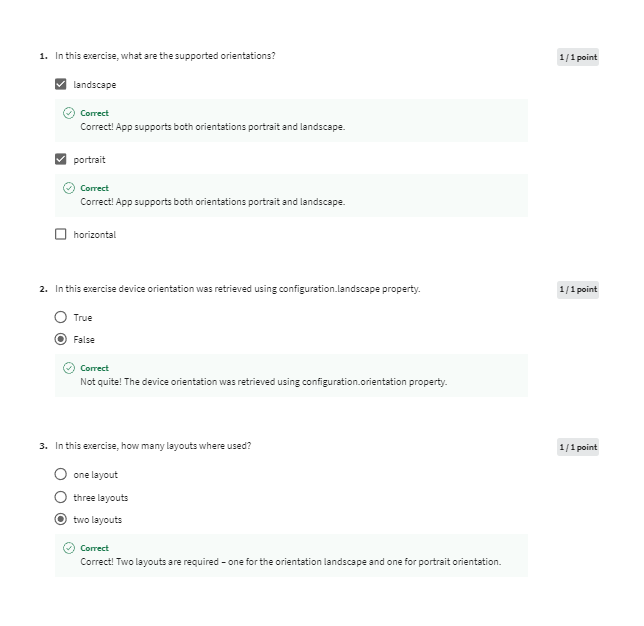 1. In this exercise, what are the supported orientations?
1 / 1 point
landscape
Correct
Correct! App supports both orientations portrait and landscape.
portrait
Correct
Correct! App supports both orientations portrait and landscape.
horizontal
2. In this exercise device orientation was retrieved using configuration.landscape property.
1 / 1 point
True
False
Correct
Not quite! The device orientation was retrieved using configuration.orientation property.
3. In this exercise, how many layouts where used?
1 / 1 point
one layout
three layouts
two layouts
Correct
Correct! Two layouts are required – one for the orientation landscape and one for portrait orientation.